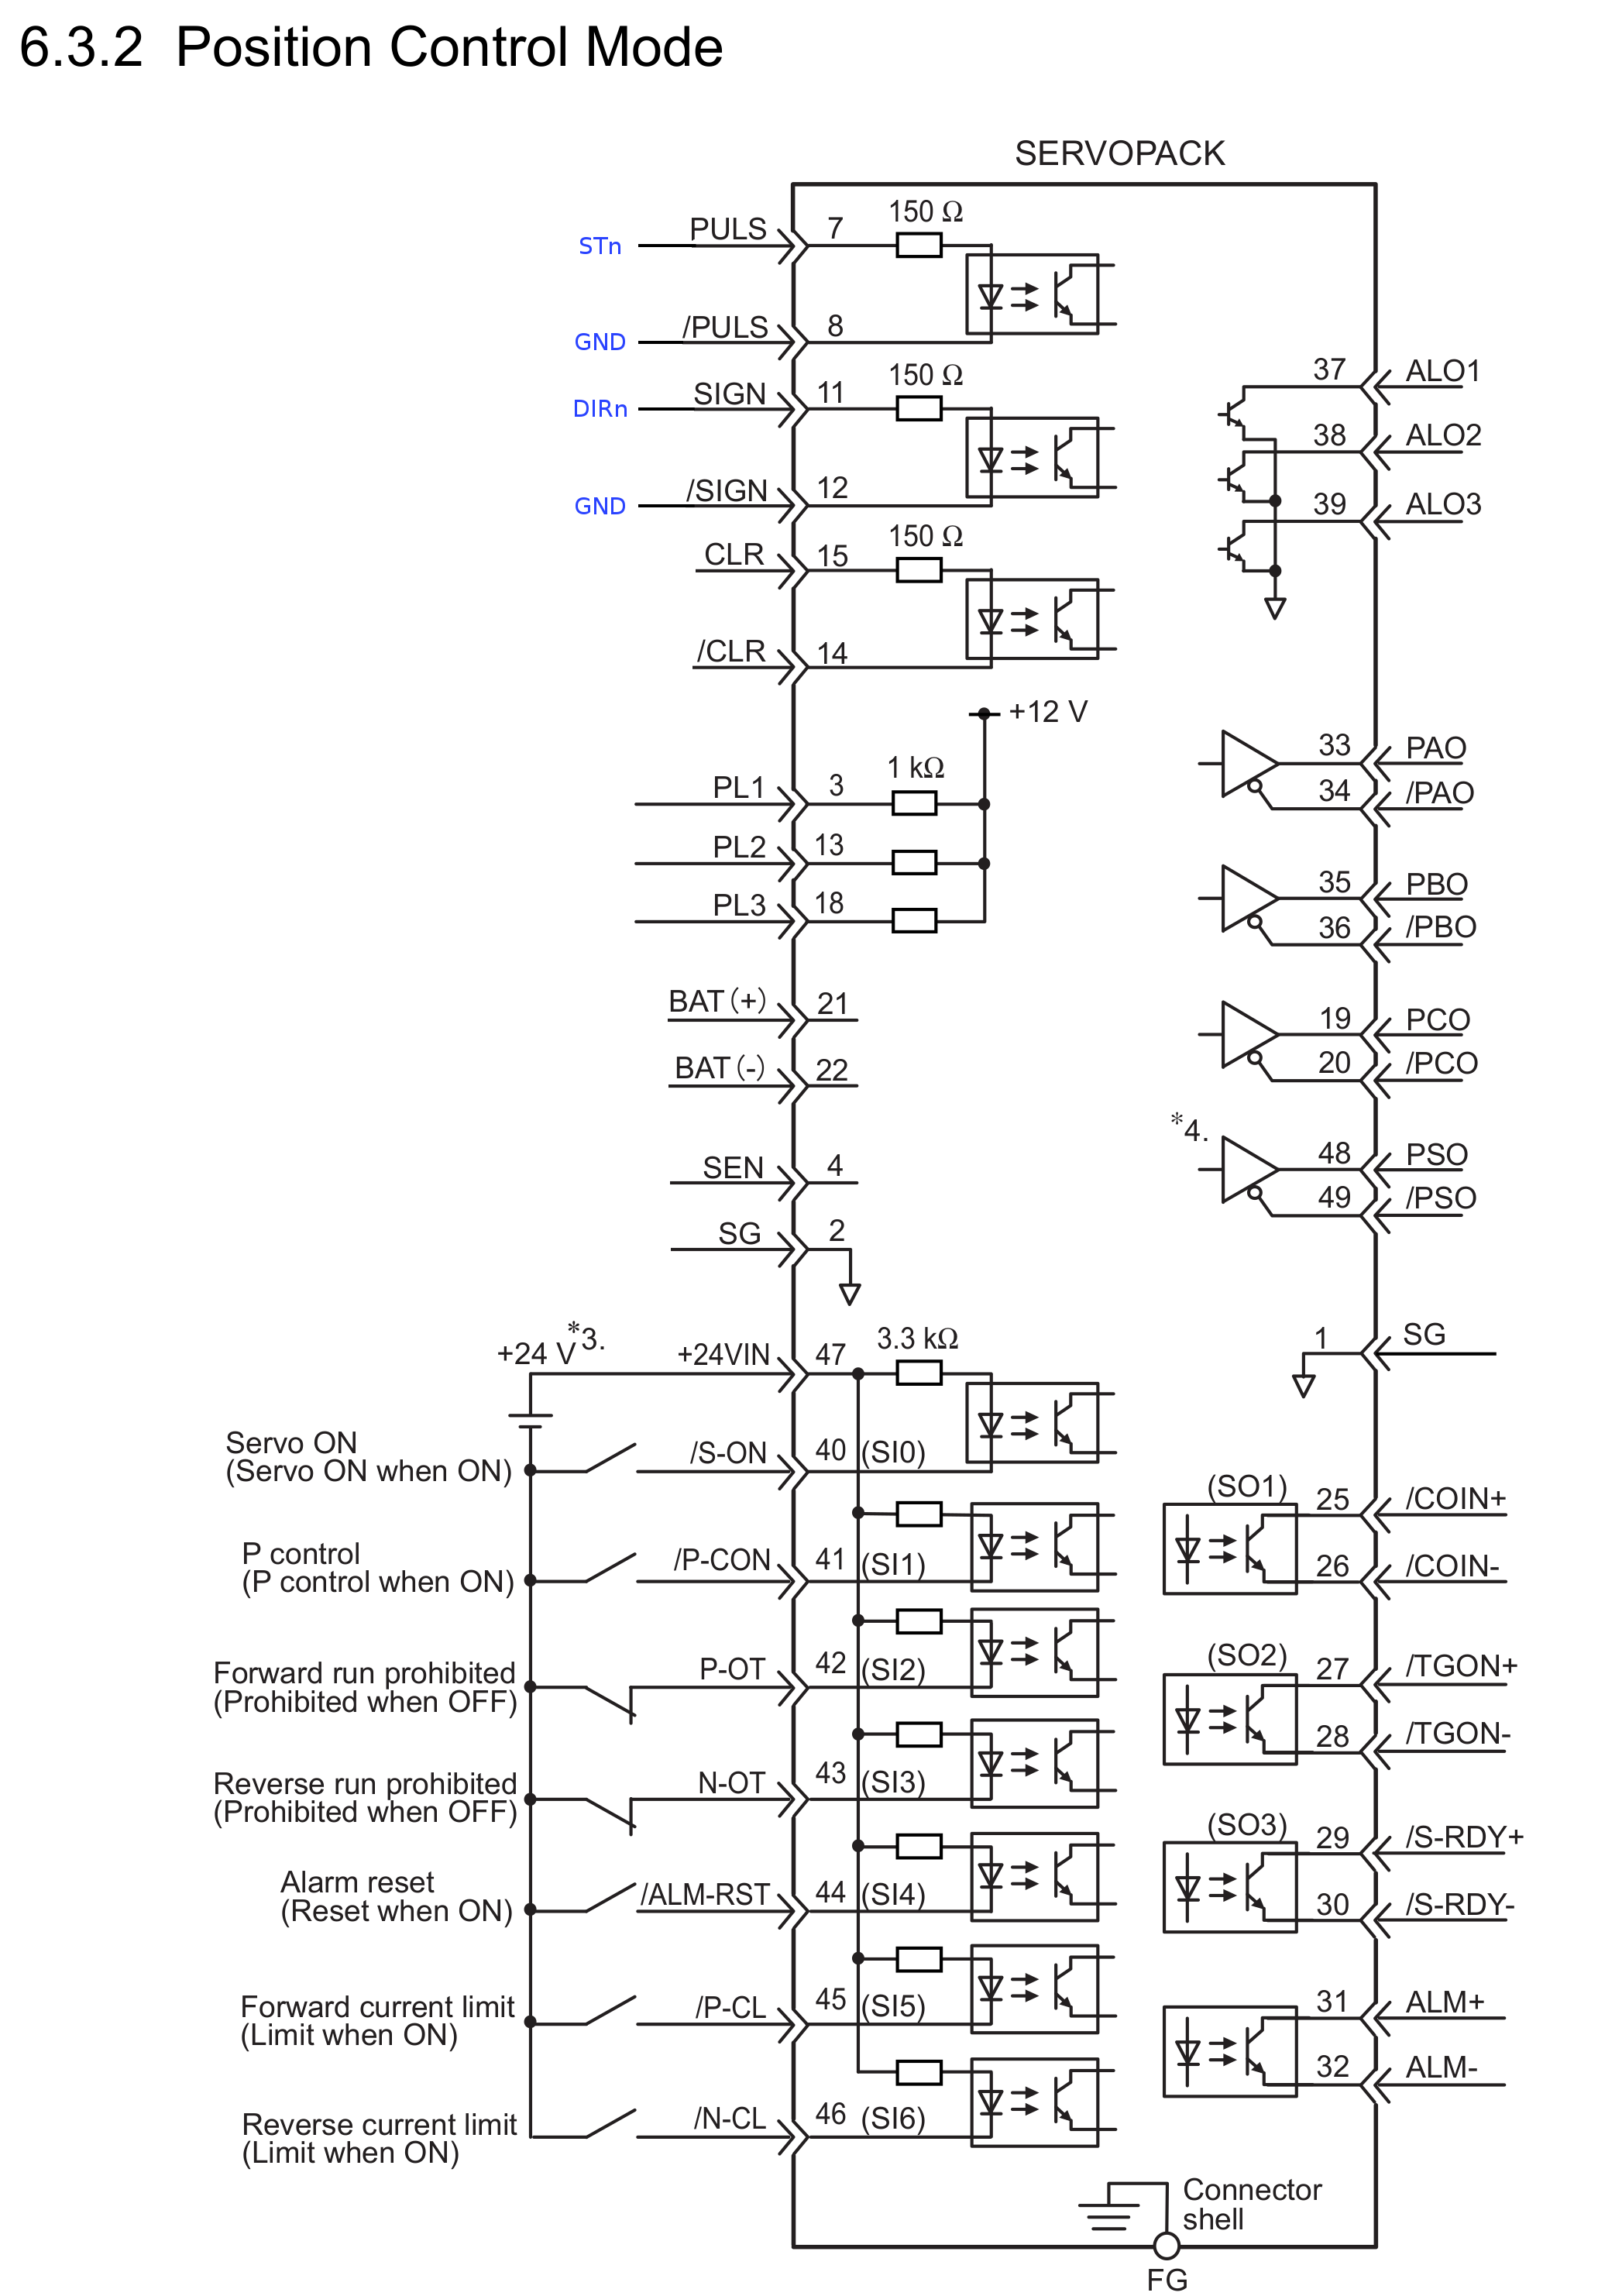 6.3.2 Position Control Mode
SERVOPACK
STn
PULS
7
150 Ω
GND
/PULS
8
DIRn
SIGN
11
150 Ω
GND
/SIGN
12
CLR
15
150 Ω
/CLR
14
+12 V
PL1
3
1 kΩ
PL2
13
PL3
18
BAT (+)
21
BAT (-)
22
SEN
4
SG
2
+24 V
*3.
+24VIN
47
3.3 kΩ
Servo ON
(Servo ON when ON)
/S-ON
40
(SI0)
P control
(P control when ON)
/P-CON
41
(SI1)
Forward run prohibited
(Prohibited when OFF)
P-OT
42
(SI2)
Reverse run prohibited
(Prohibited when OFF)
N-OT
43
(SI3)
Alarm reset
(Reset when ON)
/ALM-RST
44
(SI4)
Forward current limit
(Limit when ON)
/P-CL
45
(SI5)
Reverse current limit
(Limit when ON)
/N-CL
46
(SI6)
37
ALO1
38
ALO2
39
ALO3
33
PAO
34
/PAO
35
PBO
36
/PBO
19
PCO
20
/PCO
*4.
48
PSO
49
/PSO
1
SG
(SO1)
25
/COIN+
26
/COIN-
(SO2)
27
/TGON+
28
/TGON-
(SO3)
29
/S-RDY+
30
/S-RDY-
31
ALM+
32
ALM-
Connector
shell
FG